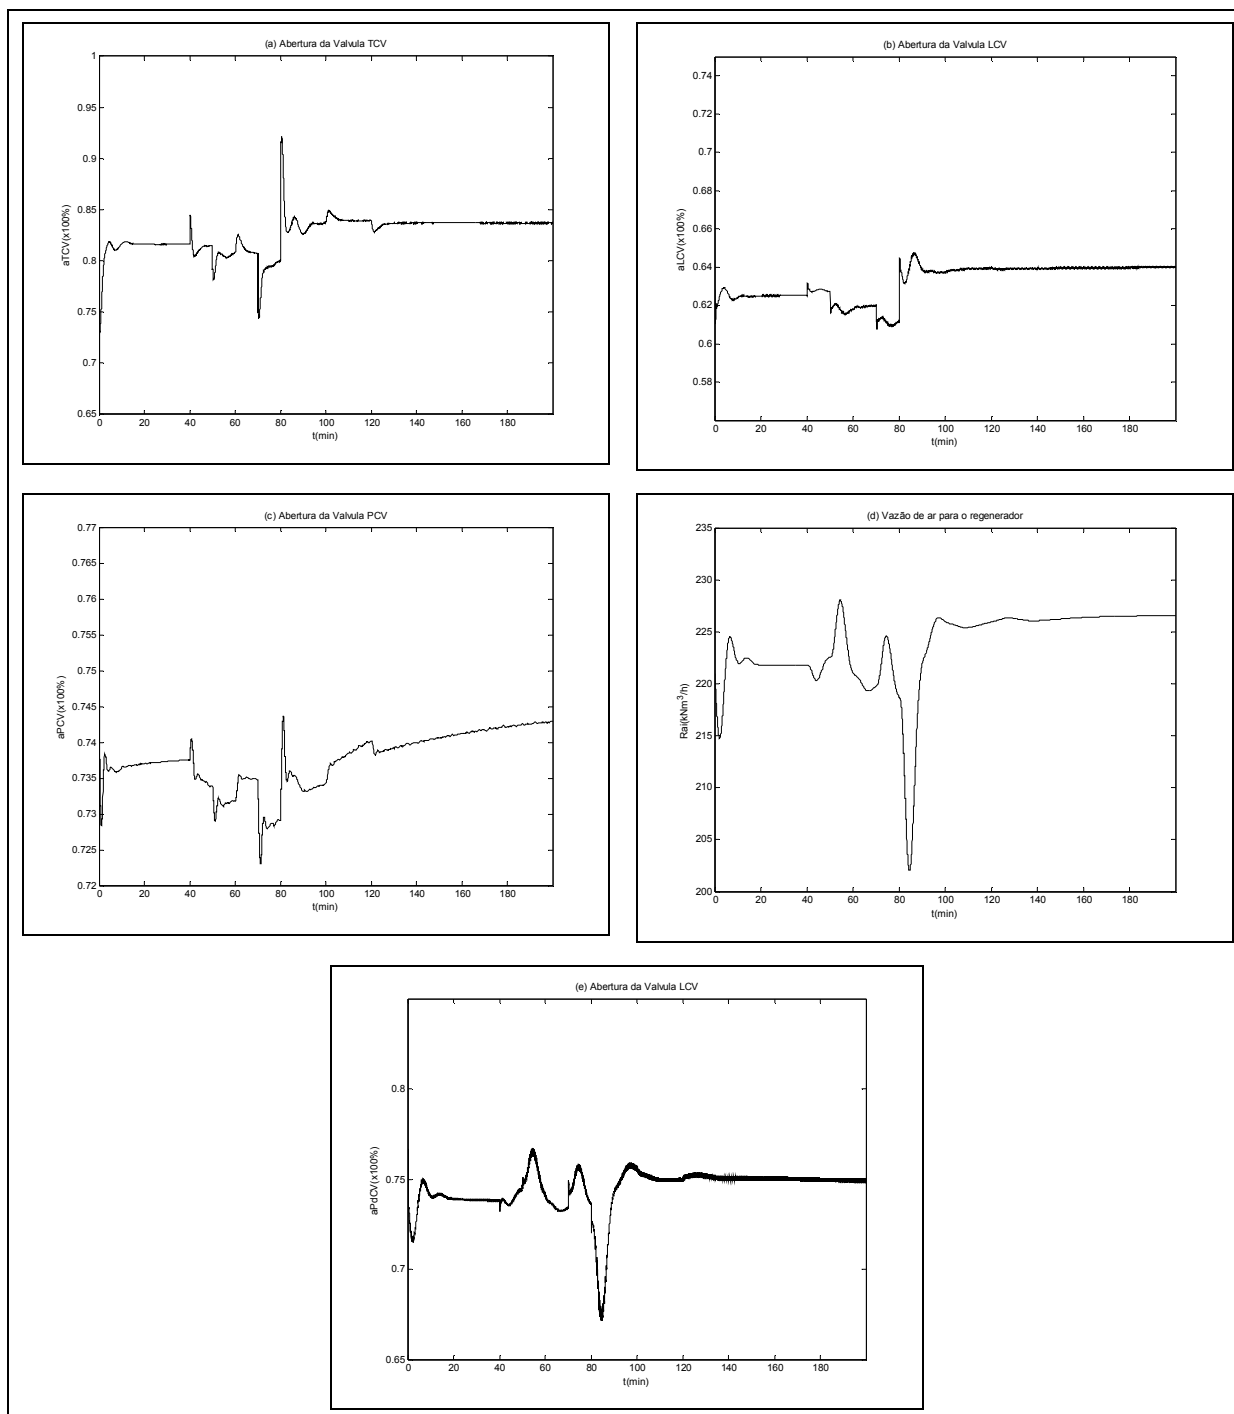 (a) Abertura da Valvula TCV
1
0.95
0.9
0.85
0.8
0.75
0.7
0.65
aTCV(x100%)
0 20 40 60 80 100 120 140 160 180
t(min)
(b) Abertura da Valvula LCV
0.74
0.7
0.68
0.66
0.64
0.62
0.6
0.58
aLCV(x100%)
0 20 40 60 80 100 120 140 160 180
t(min)
(c) Abertura da Valvula PCV
0.77
0.765
0.76
0.755
0.75
0.745
0.74
0.735
0.73
0.725
0.72
aPCV(x100%)
0 20 40 60 80 100 120 140 160 180
t(min)
(d) Vazão de ar para o regenerador
235
230
225
220
215
210
205
200
Rai(kNm³/h)
0 20 40 60 80 100 120 140 160 180
t(min)
(e) Abertura da Valvula LCV
0.8
0.75
0.7
0.65
aPdCV(x100%)
0 20 40 60 80 100 120 140 160 180
t(min)